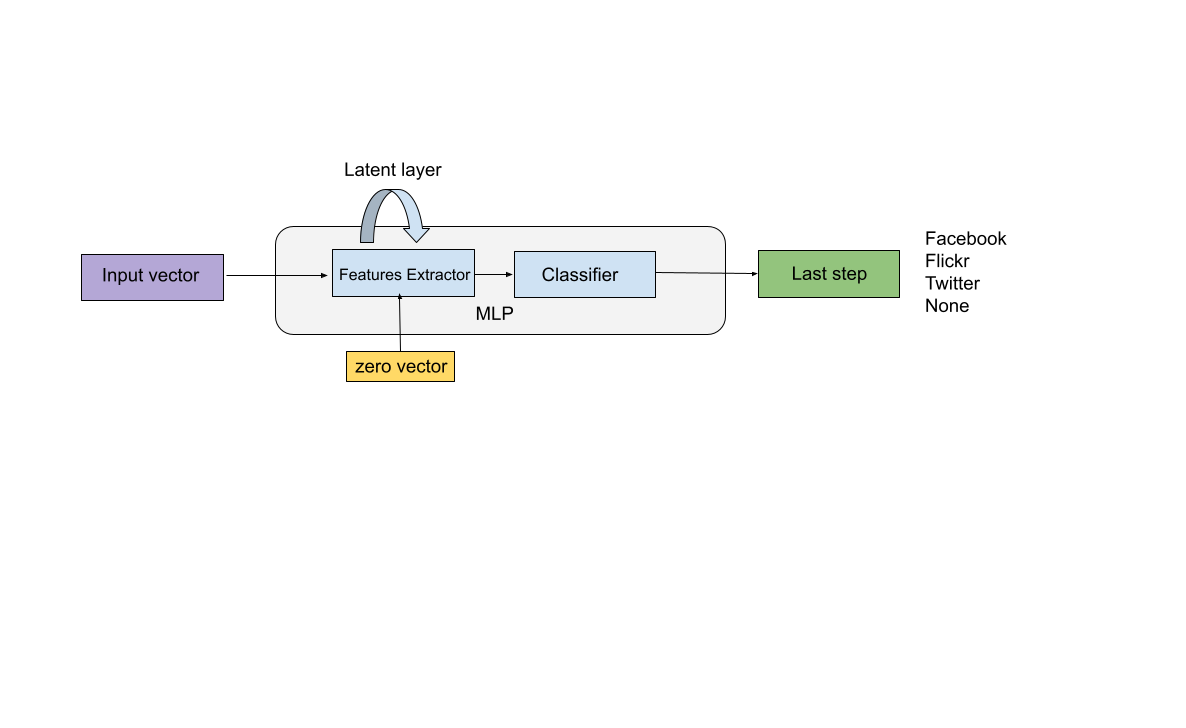 Latent layer
Input vector
Features Extractor
Classifier
MLP
zero vector
Last step
Facebook
Flickr
Twitter
None